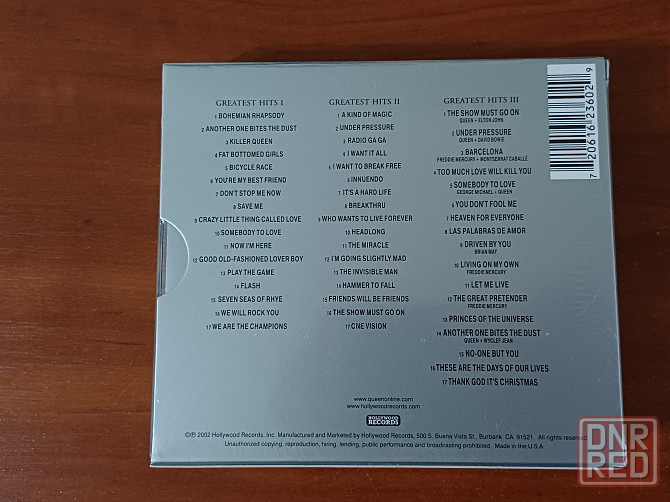 GREATEST HITS I
1 BOHEMIAN RHAPSODY
2 ANOTHER ONE BITES THE DUST
3 KILLER QUEEN
4 FAT BOTTOMED GIRLS
5 BICYCLE RACE
6 YOU'RE MY BEST FRIEND
7 DON'T STOP ME NOW
8 SAVE ME
9 CRAZY LITTLE THING CALLED LOVE
10 SOMEBODY TO LOVE
11 NOW I'M HERE
12 GOOD OLD-FASHIONED LOVER BOY
13 PLAY THE GAME
14 FLASH
15 SEVEN SEAS OF RHYE
16 WE WILL ROCK YOU
17 WE ARE THE CHAMPIONS
GREATEST HITS II
1 A KIND OF MAGIC
2 UNDER PRESSURE
3 RADIO GA GA
4 I WANT IT ALL
5 I WANT TO BREAK FREE
6 INNUENDO
7 IT'S A HARD LIFE
8 BREAKTHRU
9 WHO WANTS TO LIVE FOREVER
10 HEADLONG
11 THE MIRACLE
12 I'M GOING SLIGHTLY MAD
13 THE INVISIBLE MAN
14 HAMMER TO FALL
15 FRIENDS WILL BE FRIENDS
16 THE SHOW MUST GO ON
17 ONE VISION
GREATEST HITS III
1 THE SHOW MUST GO ON
QUEEN + ELTON JOHN
2 UNDER PRESSURE
QUEEN + DAVID BOWIE
3 BARCELONA
FREDDIE MERCURY + MONTSERRAT CABALLÉ
4 TOO MUCH LOVE WILL KILL YOU
5 SOMEBODY TO LOVE
GEORGE MICHAEL + QUEEN
6 YOU DON'T FOOL ME
7 HEAVEN FOR EVERYONE
8 LAS PALABRAS DE AMOR
9 DRIVEN BY YOU
BRIAN MAY
10 LIVING ON MY OWN
FREDDIE MERCURY
11 LET ME LIVE
12 THE GREAT PRETENDER
FREDDIE MERCURY
13 PRINCES OF THE UNIVERSE
14 ANOTHER ONE BITES THE DUST
QUEEN + WYCLEF JEAN
15 NO-ONE BUT YOU
16 THESE ARE THE DAYS OF OUR LIVES
17 THANK GOD IT'S CHRISTMAS
7 20616 23602 9
www.queenonline.com
www.hollywoodrecords.com
HOLLYWOOD
RECORDS
©℗ 2002 Hollywood Records, Inc. Manufactured and Marketed by Hollywood Records, 500 S. Buena Vista St., Burbank CA 91521. All rights reserved.
Unauthorized copying, reproduction, hiring, lending, public performance and broadcasting prohibited. Made in the U.S.A.
DNR
RED